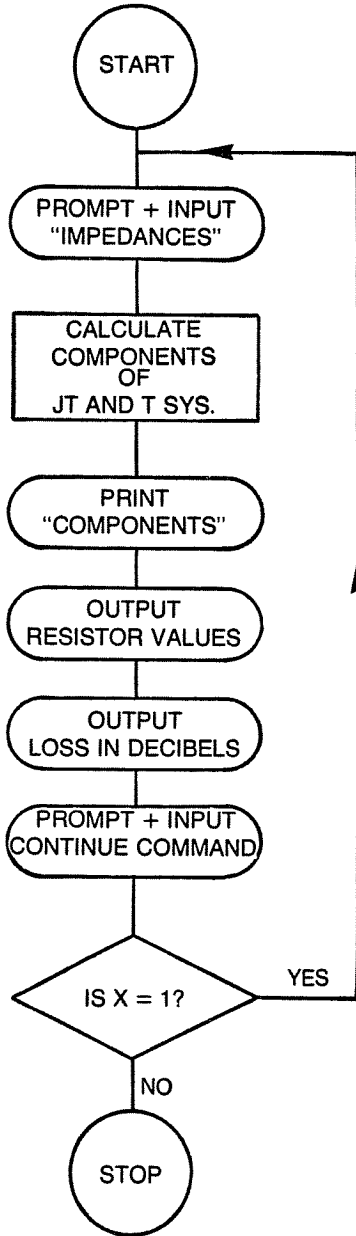 START
PROMPT + INPUT
"IMPEDANCES"
CALCULATE
COMPONENTS
OF
JT AND T SYS.
PRINT
"COMPONENTS"
OUTPUT
RESISTOR VALUES
OUTPUT
LOSS IN DECIBELS
PROMPT + INPUT
CONTINUE COMMAND
IS X = 1?
YES
NO
STOP